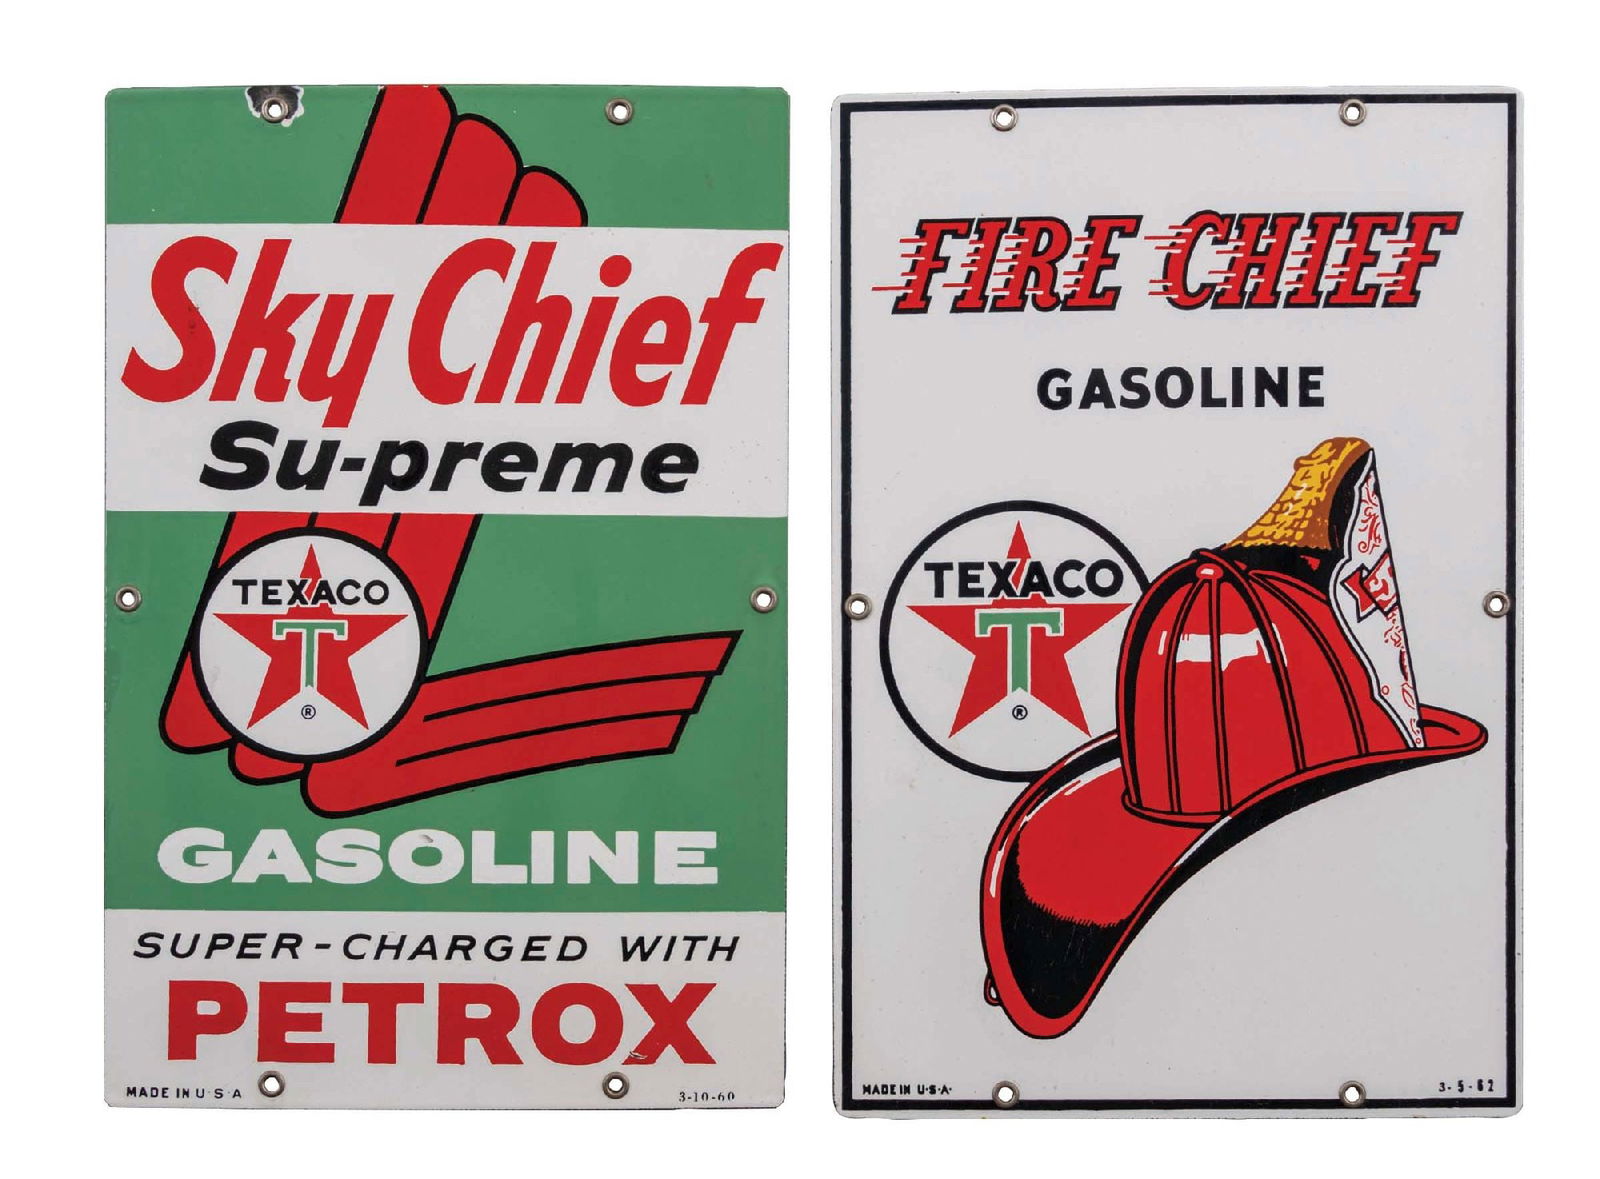 Sky Chief
Su-preme
TEXACO
T
®
GASOLINE
SUPER-CHARGED WITH
PETROX
MADE IN U·S·A
3-10-60
FIRE CHIEF
GASOLINE
TEXACO
T
®
MADE IN U·S·A·
3-5-62